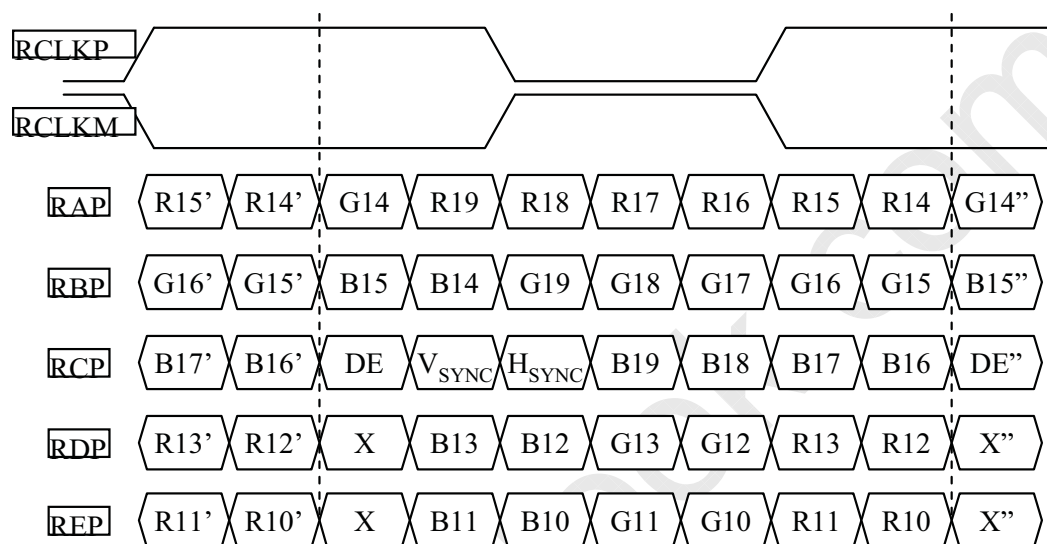 RCLKP
RCLKM
RAP R15' R14' G14 R19 R18 R17 R16 R15 R14 G14”
RBP G16' G15' B15 B14 G19 G18 G17 G16 G15 B15”
RCP B17' B16' DE VSYNC HSYNC B19 B18 B17 B16 DE”
RDP R13' R12' X B13 B12 G13 G12 R13 R12 X”
REP R11' R10' X B11 B10 G11 G10 R11 R10 X”